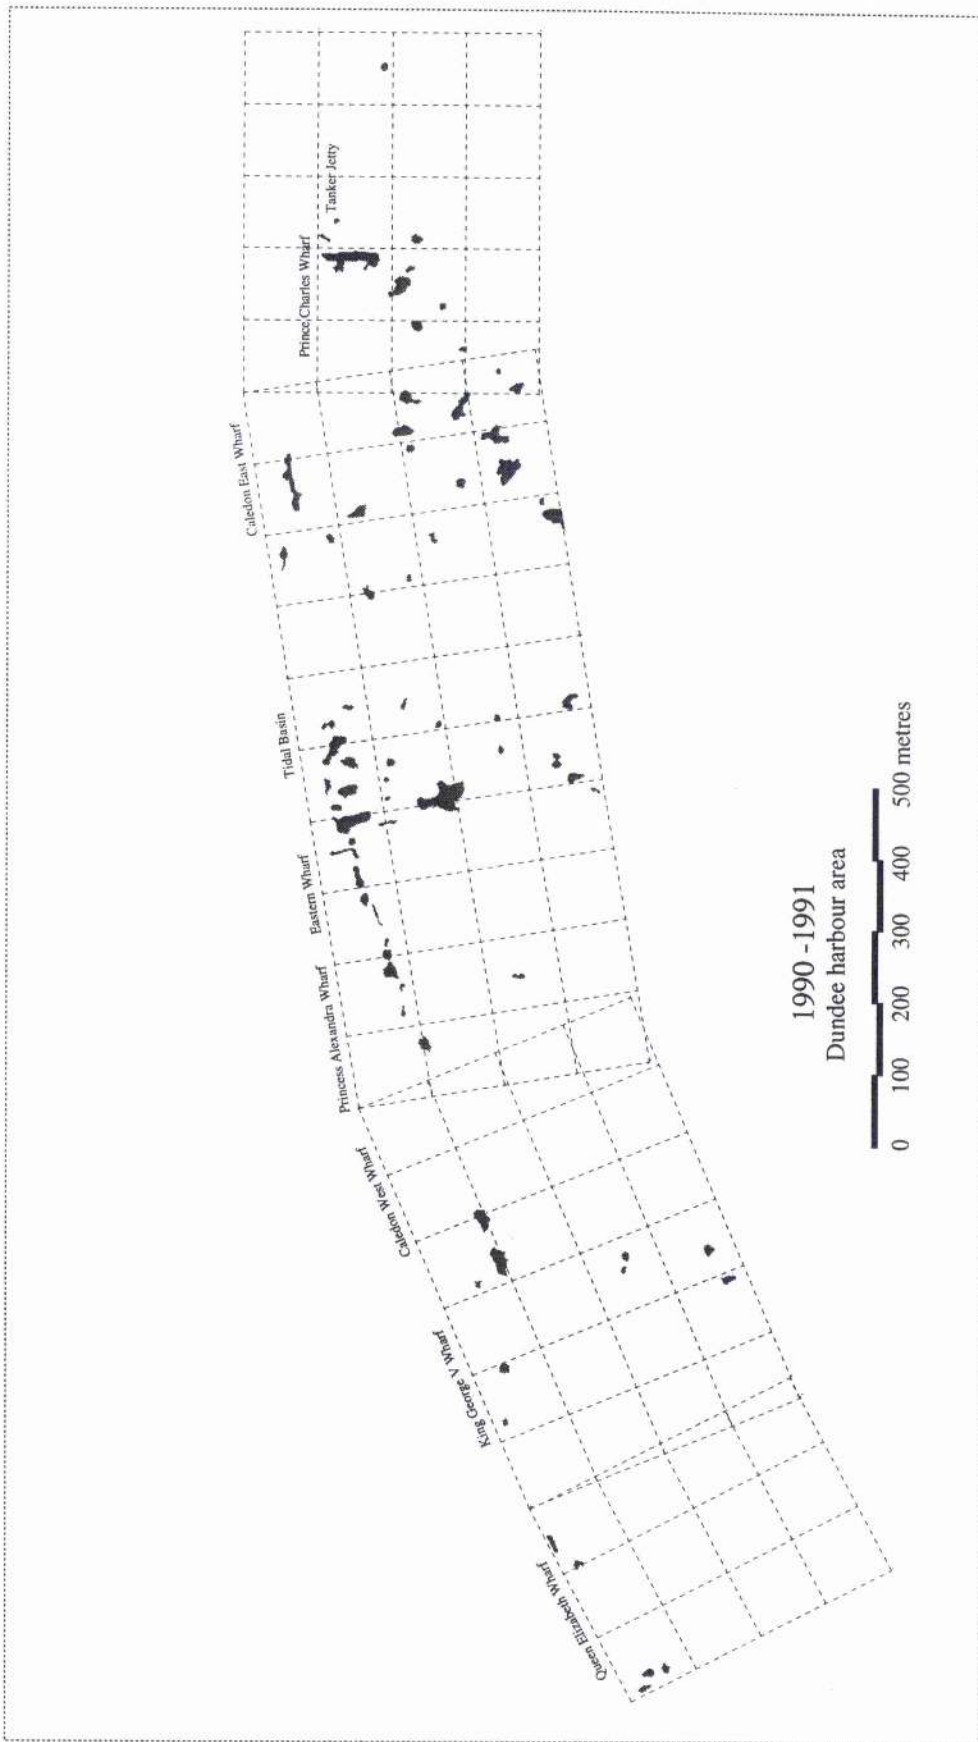 Queen Elizabeth Wharf
King George V Wharf
Caledon West Wharf
Princess Alexandra Wharf
Eastern Wharf
Tidal Basin
Caledon East Wharf
Prince Charles Wharf
Tanker Jetty
1990 -1991
Dundee harbour area
0 100 200 300 400 500 metres